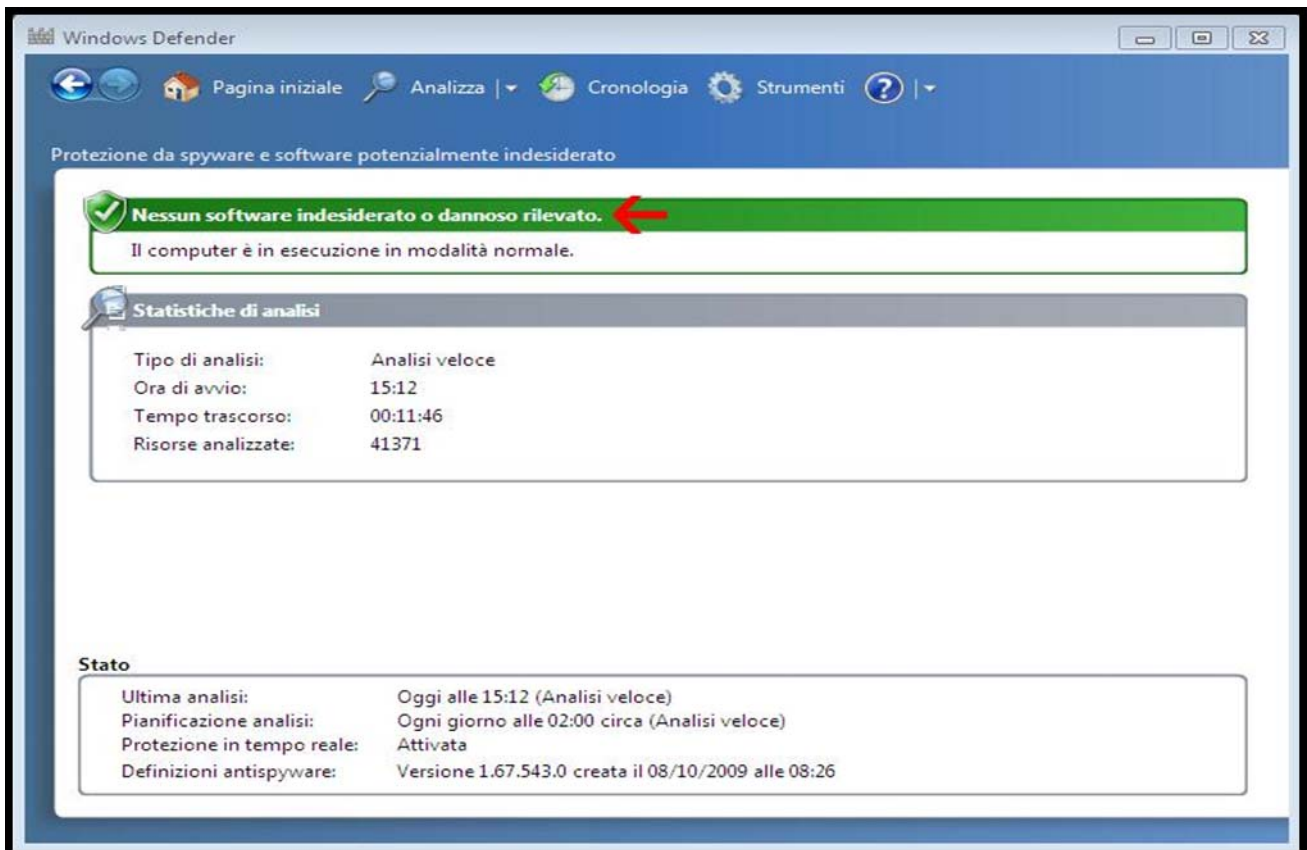 Windows Defender
Pagina iniziale Analizza Cronologia Strumenti ?
Protezione da spyware e software potenzialmente indesiderato
Nessun software indesiderato o dannoso rilevato.
Il computer è in esecuzione in modalità normale.
Statistiche di analisi
Tipo di analisi: Analisi veloce
Ora di avvio: 15:12
Tempo trascorso: 00:11:46
Risorse analizzate: 41371
Stato
Ultima analisi: Oggi alle 15:12 (Analisi veloce)
Pianificazione analisi: Ogni giorno alle 02:00 circa (Analisi veloce)
Protezione in tempo reale: Attivata
Definizioni antispyware: Versione 1.67.543.0 creata il 08/10/2009 alle 08:26